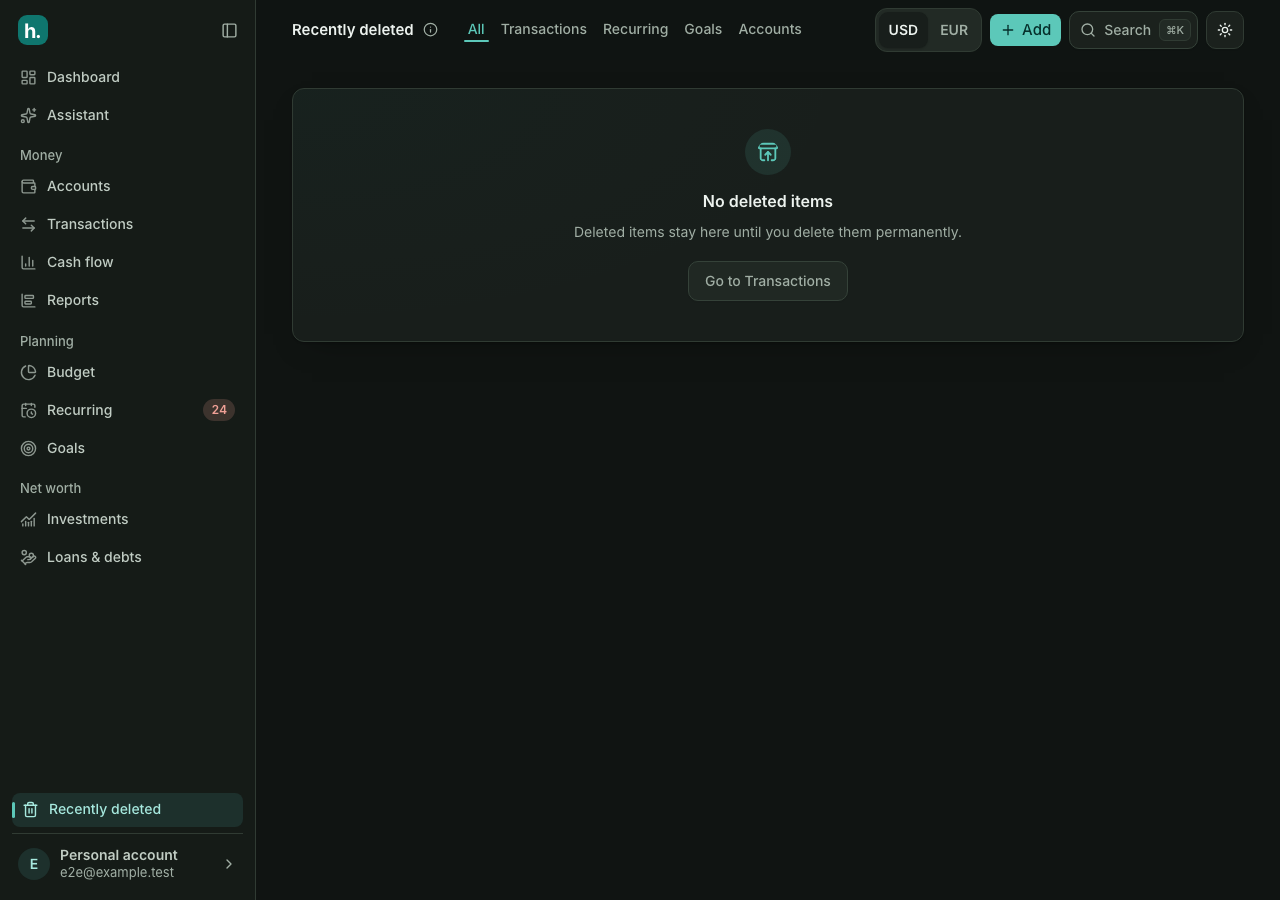 h.
Dashboard
Assistant
Money
Accounts
Transactions
Cash flow
Reports
Planning
Budget
Recurring 24
Goals
Net worth
Investments
Loans & debts
Recently deleted
E
Personal account
e2e@example.test
Recently deleted All Transactions Recurring Goals Accounts USD EUR Add Search ⌘K
No deleted items
Deleted items stay here until you delete them permanently.
Go to Transactions